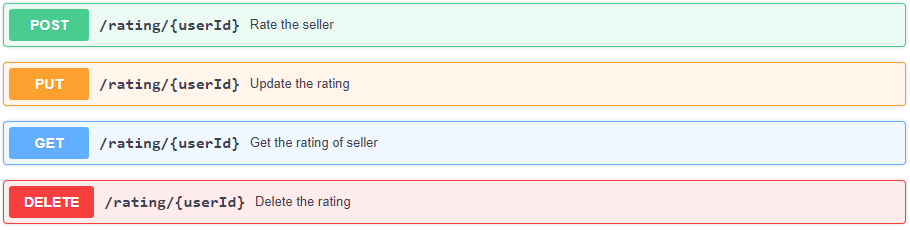 POST /rating/{userId} Rate the seller
PUT /rating/{userId} Update the rating
GET /rating/{userId} Get the rating of seller
DELETE /rating/{userId} Delete the rating